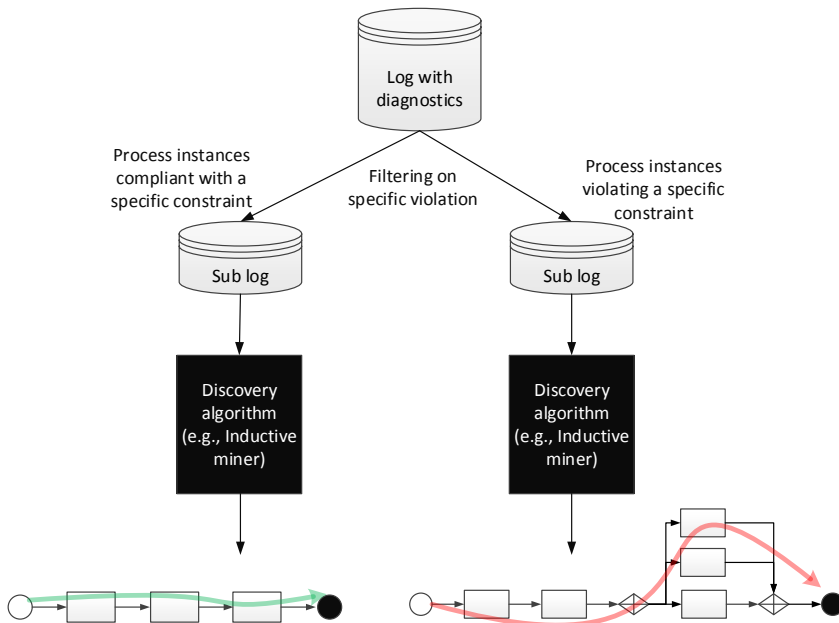 Log with
diagnostics
Process instances
compliant with a
specific constraint
Filtering on
specific violation
Process instances
violating a specific
constraint
Sub log
Sub log
Discovery
algorithm
(e.g., Inductive
miner)
Discovery
algorithm
(e.g., Inductive
miner)